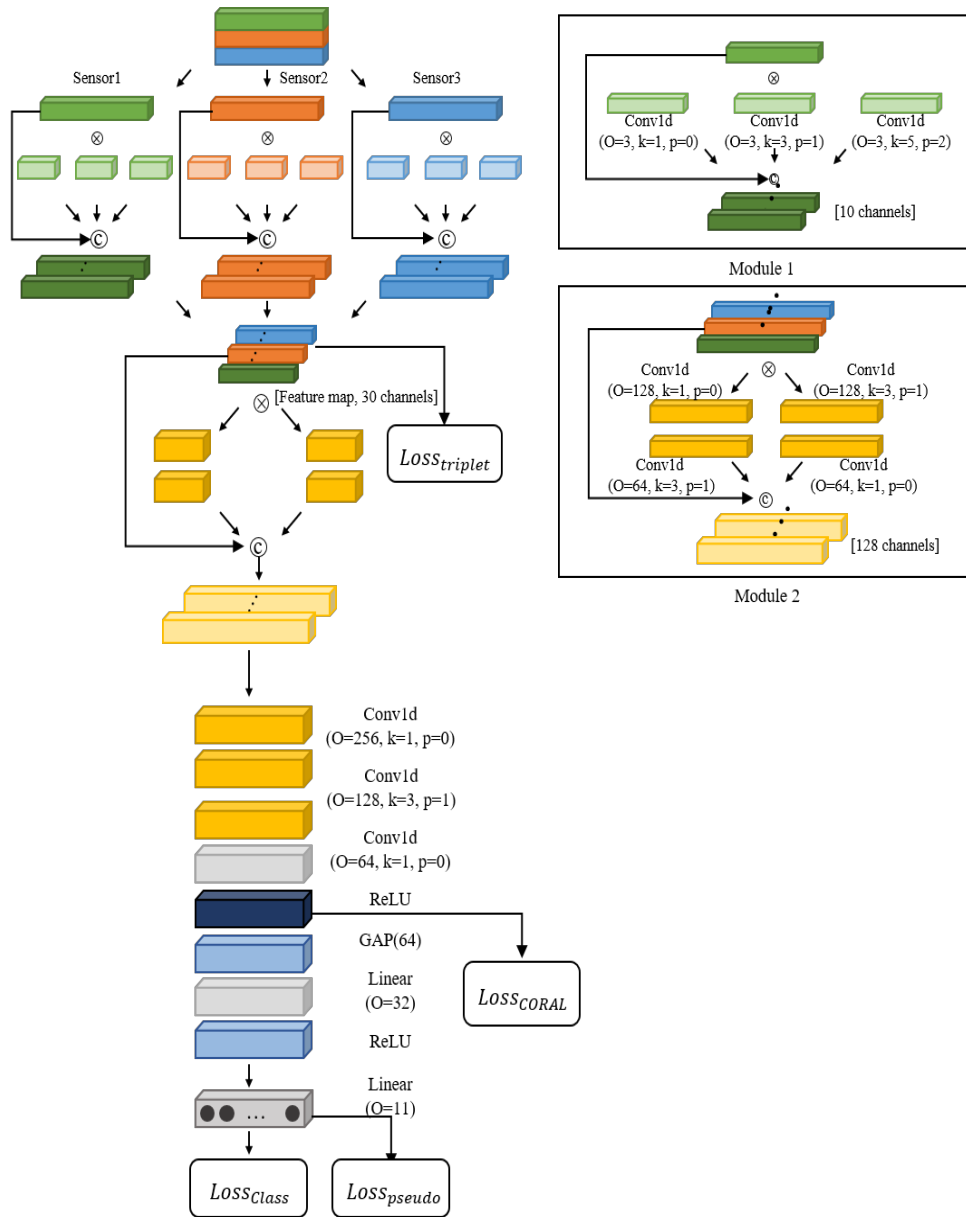 Sensor1
Sensor2
Sensor3
[Feature map, 30 channels]
Loss_triplet
Conv1d
(O=256, k=1, p=0)
Conv1d
(O=128, k=3, p=1)
Conv1d
(O=64, k=1, p=0)
ReLU
GAP(64)
Linear
(O=32)
ReLU
Linear
(O=11)
Loss_CORAL
...
Loss_Class
Loss_pseudo
Conv1d
(O=3, k=1, p=0)
Conv1d
(O=3, k=3, p=1)
Conv1d
(O=3, k=5, p=2)
[10 channels]
Module 1
Conv1d
(O=128, k=1, p=0)
Conv1d
(O=128, k=3, p=1)
Conv1d
(O=64, k=3, p=1)
Conv1d
(O=64, k=1, p=0)
[128 channels]
Module 2